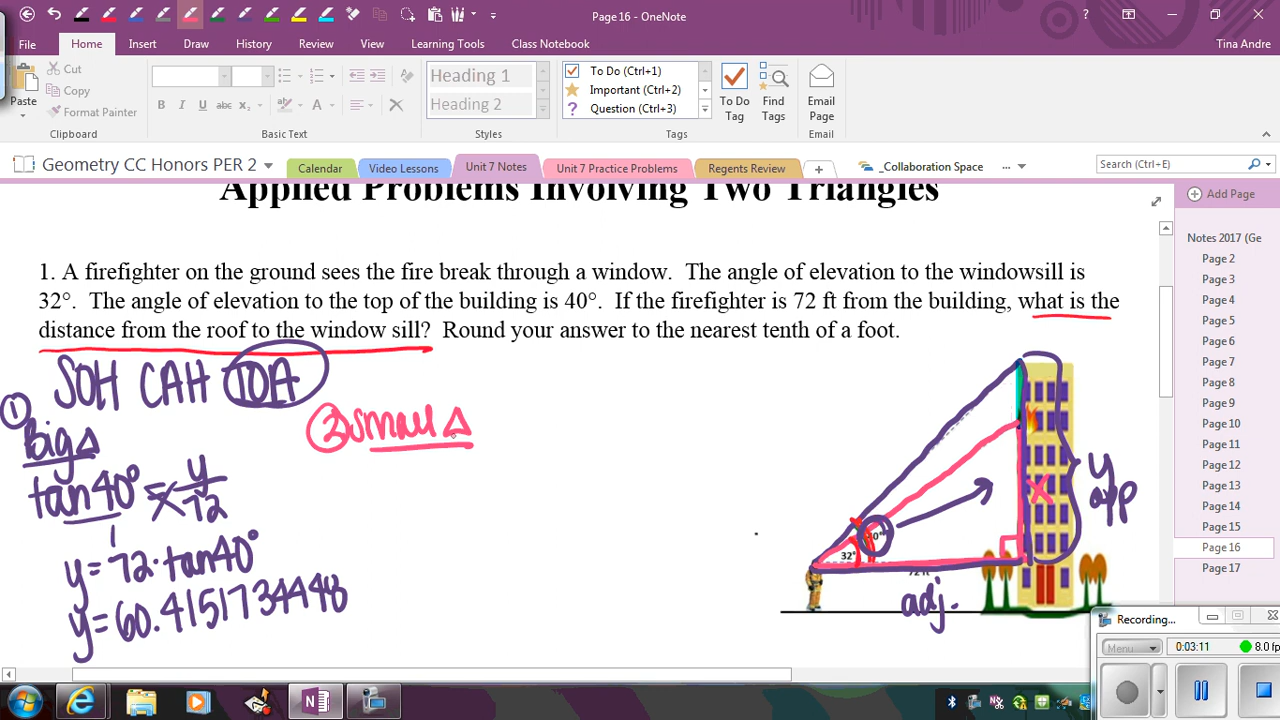 Page 16 - OneNote
Tina Andre
File Home Insert Draw History Review View Learning Tools Class Notebook
Paste
Cut
Copy
Format Painter
Heading 1
Heading 2
To Do (Ctrl+1)
Important (Ctrl+2)
Question (Ctrl+3)
To Do Tag
Find Tags
Email Page
Clipboard Basic Text Styles Tags Email
Geometry CC Honors PER 2 Calendar Video Lessons Unit 7 Notes Unit 7 Practice Problems Regents Review _Collaboration Space ... Search (Ctrl+E)
Applied Problems Involving Two Triangles
Add Page
Notes 2017 (Ge
Page 2
Page 3
Page 4
Page 5
Page 6
Page 7
Page 8
Page 9
Page 10
Page 11
Page 12
Page 13
Page 14
Page 15
Page 16
Page 17
1. A firefighter on the ground sees the fire break through a window. The angle of elevation to the windowsill is
32°. The angle of elevation to the top of the building is 40°. If the firefighter is 72 ft from the building, what is the
distance from the roof to the window sill? Round your answer to the nearest tenth of a foot.
SOH CAH TOA
① Big △
tan40° = y/72
1
y = 72·tan40°
y = 60.4151734448
② small △
32°
40°
72 ft
adj.
x
y
opp
Recording...
Menu 0:03:11 8.0 fp